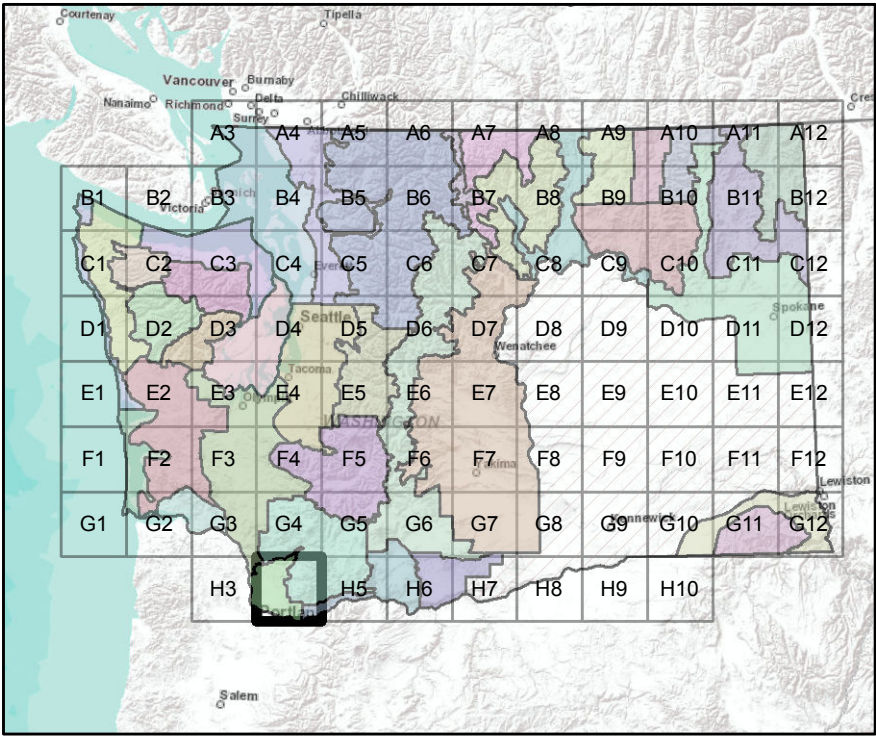 Courtenay
Tipella
Vancouver
Burnaby
Nanaimo
Richmond
Delta
Chilliwack
Surrey
A3 A4 A5 A6 A7 A8 A9 A10 A11 A12
B1 B2 B3 B4 B5 B6 B7 B8 B9 B10 B11 B12
Victoria
C1 C2 C3 C4 C5 C6 C7 C8 C9 C10 C11 C12
Seattle
Spokane
D1 D2 D3 D4 D5 D6 D7 D8 D9 D10 D11 D12
Wenatchee
Tacoma
E1 E2 E3 E4 E5 E6 E7 E8 E9 E10 E11 E12
WASHINGTON
F1 F2 F3 F4 F5 F6 F7 F8 F9 F10 F11 F12
Lewiston
Lewiston
G1 G2 G3 G4 G5 G6 G7 G8 G9 G10 G11 G12
Kennewick
H3 H5 H6 H7 H8 H9 H10
Portlan
Salem